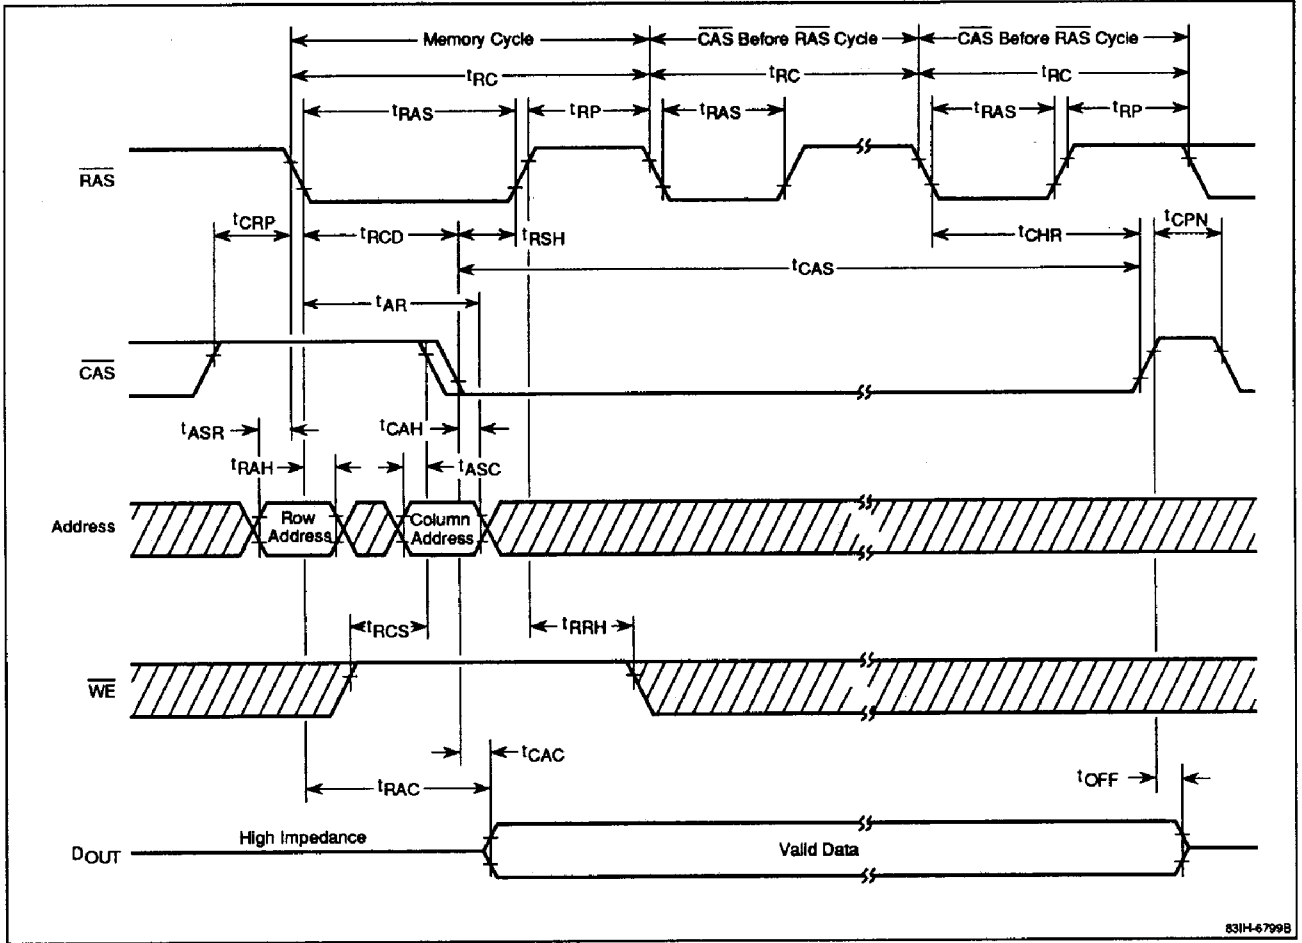 Memory Cycle
CAS Before RAS Cycle
CAS Before RAS Cycle
tRC
tRC
tRC
tRAS
tRP
tRAS
tRAS
tRP
RAS
tCRP
tRCD
tRSH
tCHR
tCPN
tCAS
tAR
CAS
tASR
tCAH
tRAH
tASC
Address
Row
Address
Column
Address
tRCS
tRRH
WE
tCAC
tRAC
tOFF
High Impedance
DOUT
Valid Data
83IH-6799B